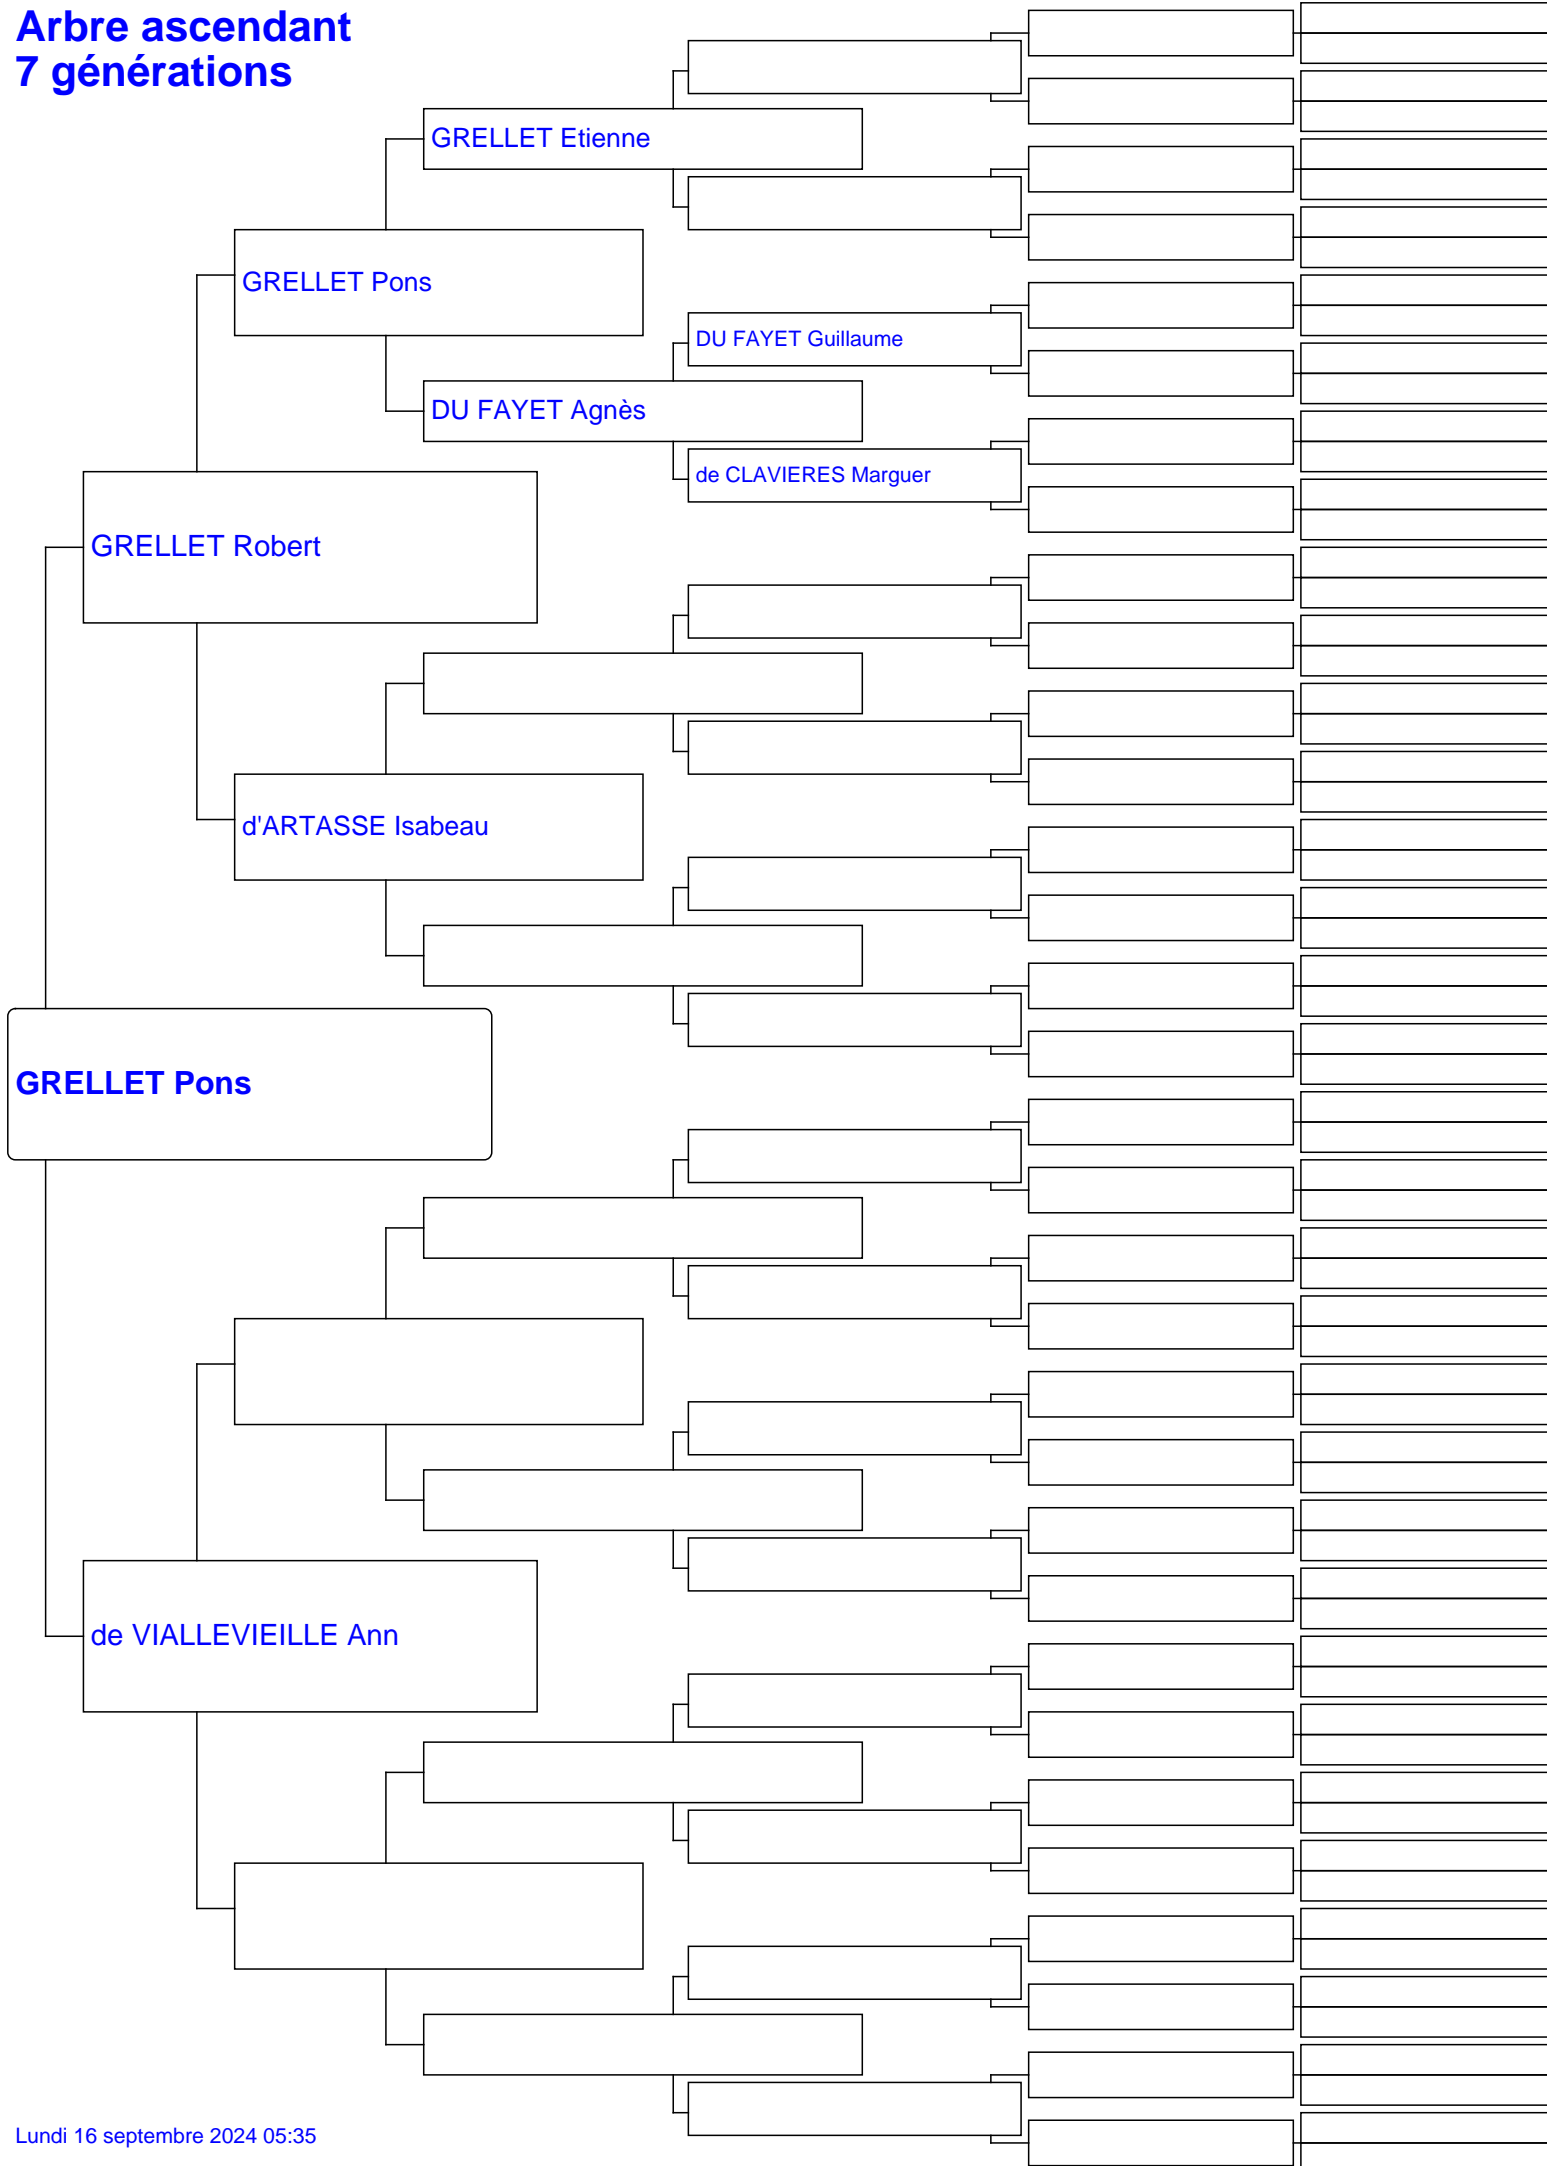 Arbre ascendant
7 générations
GRELLET Etienne
GRELLET Pons
DU FAYET Guillaume
DU FAYET Agnès
de CLAVIERES Marguer
GRELLET Robert
d'ARTASSE Isabeau
GRELLET Pons
de VIALLEVIEILLE Ann
Lundi 16 septembre 2024 05:35